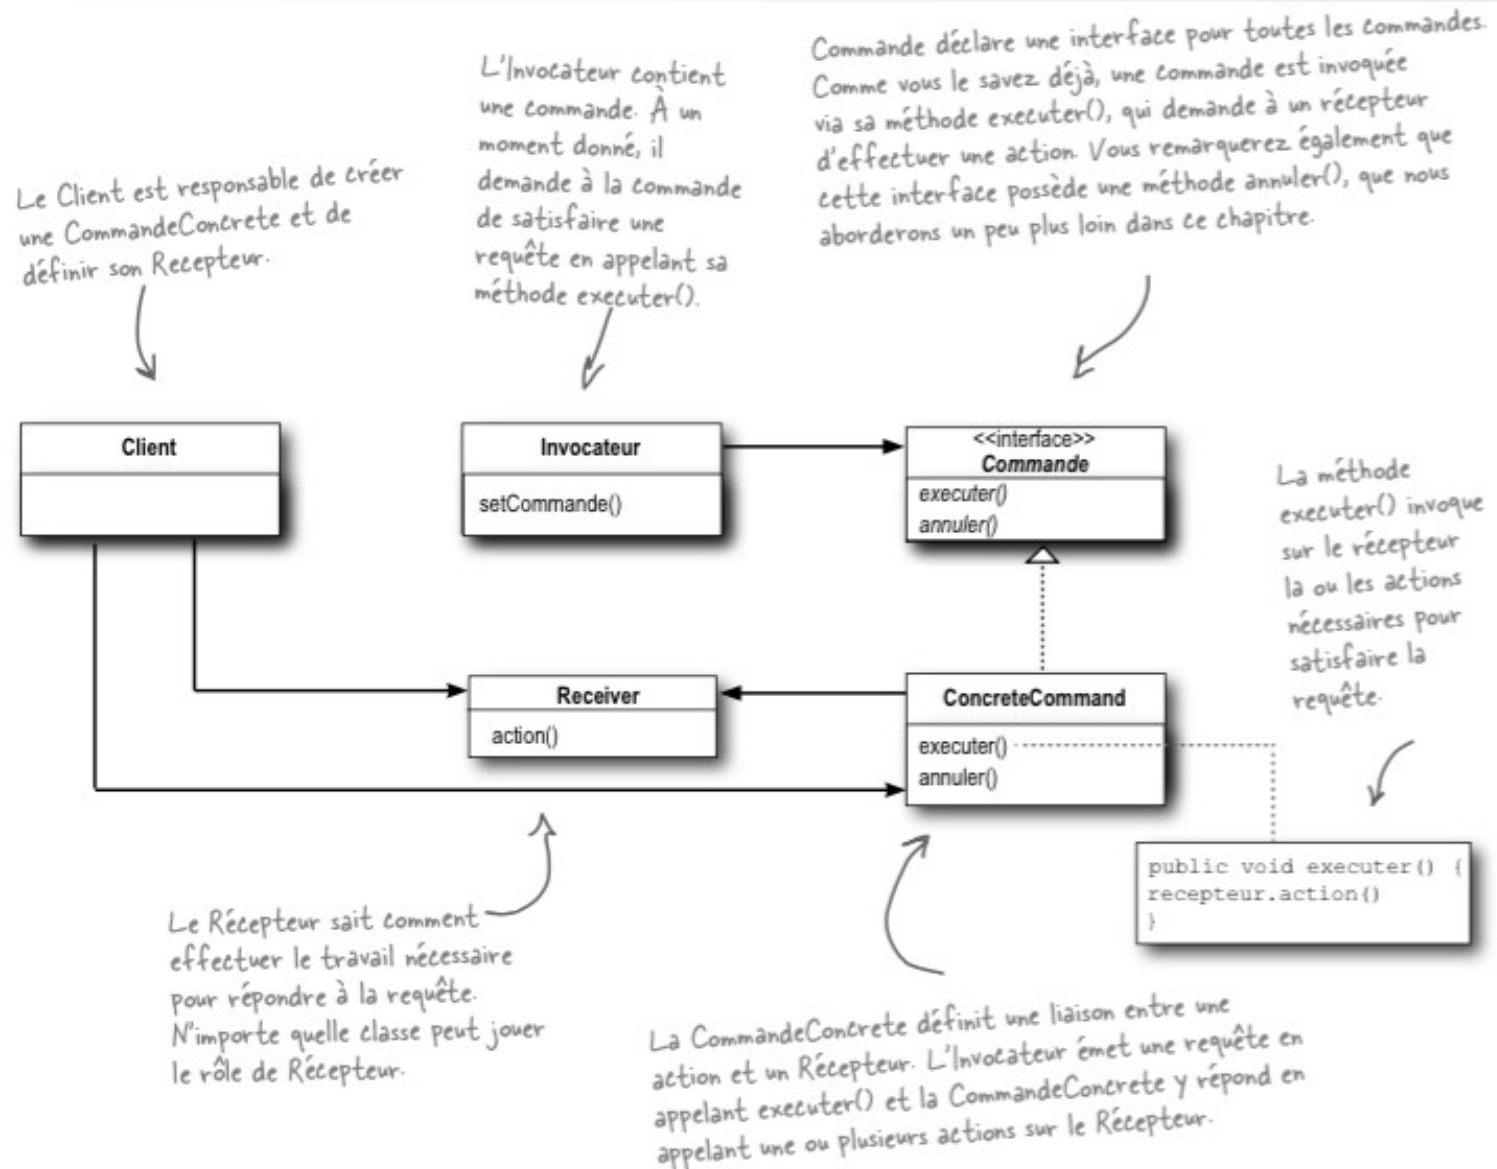 Commande déclare une interface pour toutes les commandes.
Comme vous le savez déjà, une commande est invoquée
via sa méthode executer(), qui demande à un récepteur
d'effectuer une action. Vous remarquerez également que
cette interface possède une méthode annuler(), que nous
aborderons un peu plus loin dans ce chapitre.
L'Invocateur contient
une commande. À un
moment donné, il
demande à la commande
de satisfaire une
requête en appelant sa
méthode executer().
Le Client est responsable de créer
une CommandeConcrete et de
définir son Recepteur.
Client
Invocateur
setCommande()
<<interface>>
Commande
executer()
annuler()
La méthode
executer() invoque
sur le récepteur
la ou les actions
nécessaires pour
satisfaire la
requête.
Receiver
action()
ConcreteCommand
executer()
annuler()
public void executer() {
recepteur.action()
}
Le Récepteur sait comment
effectuer le travail nécessaire
pour répondre à la requête.
N'importe quelle classe peut jouer
le rôle de Récepteur.
La CommandeConcrete définit une liaison entre une
action et un Récepteur. L'Invocateur émet une requête en
appelant executer() et la CommandeConcrete y répond en
appelant une ou plusieurs actions sur le Récepteur.